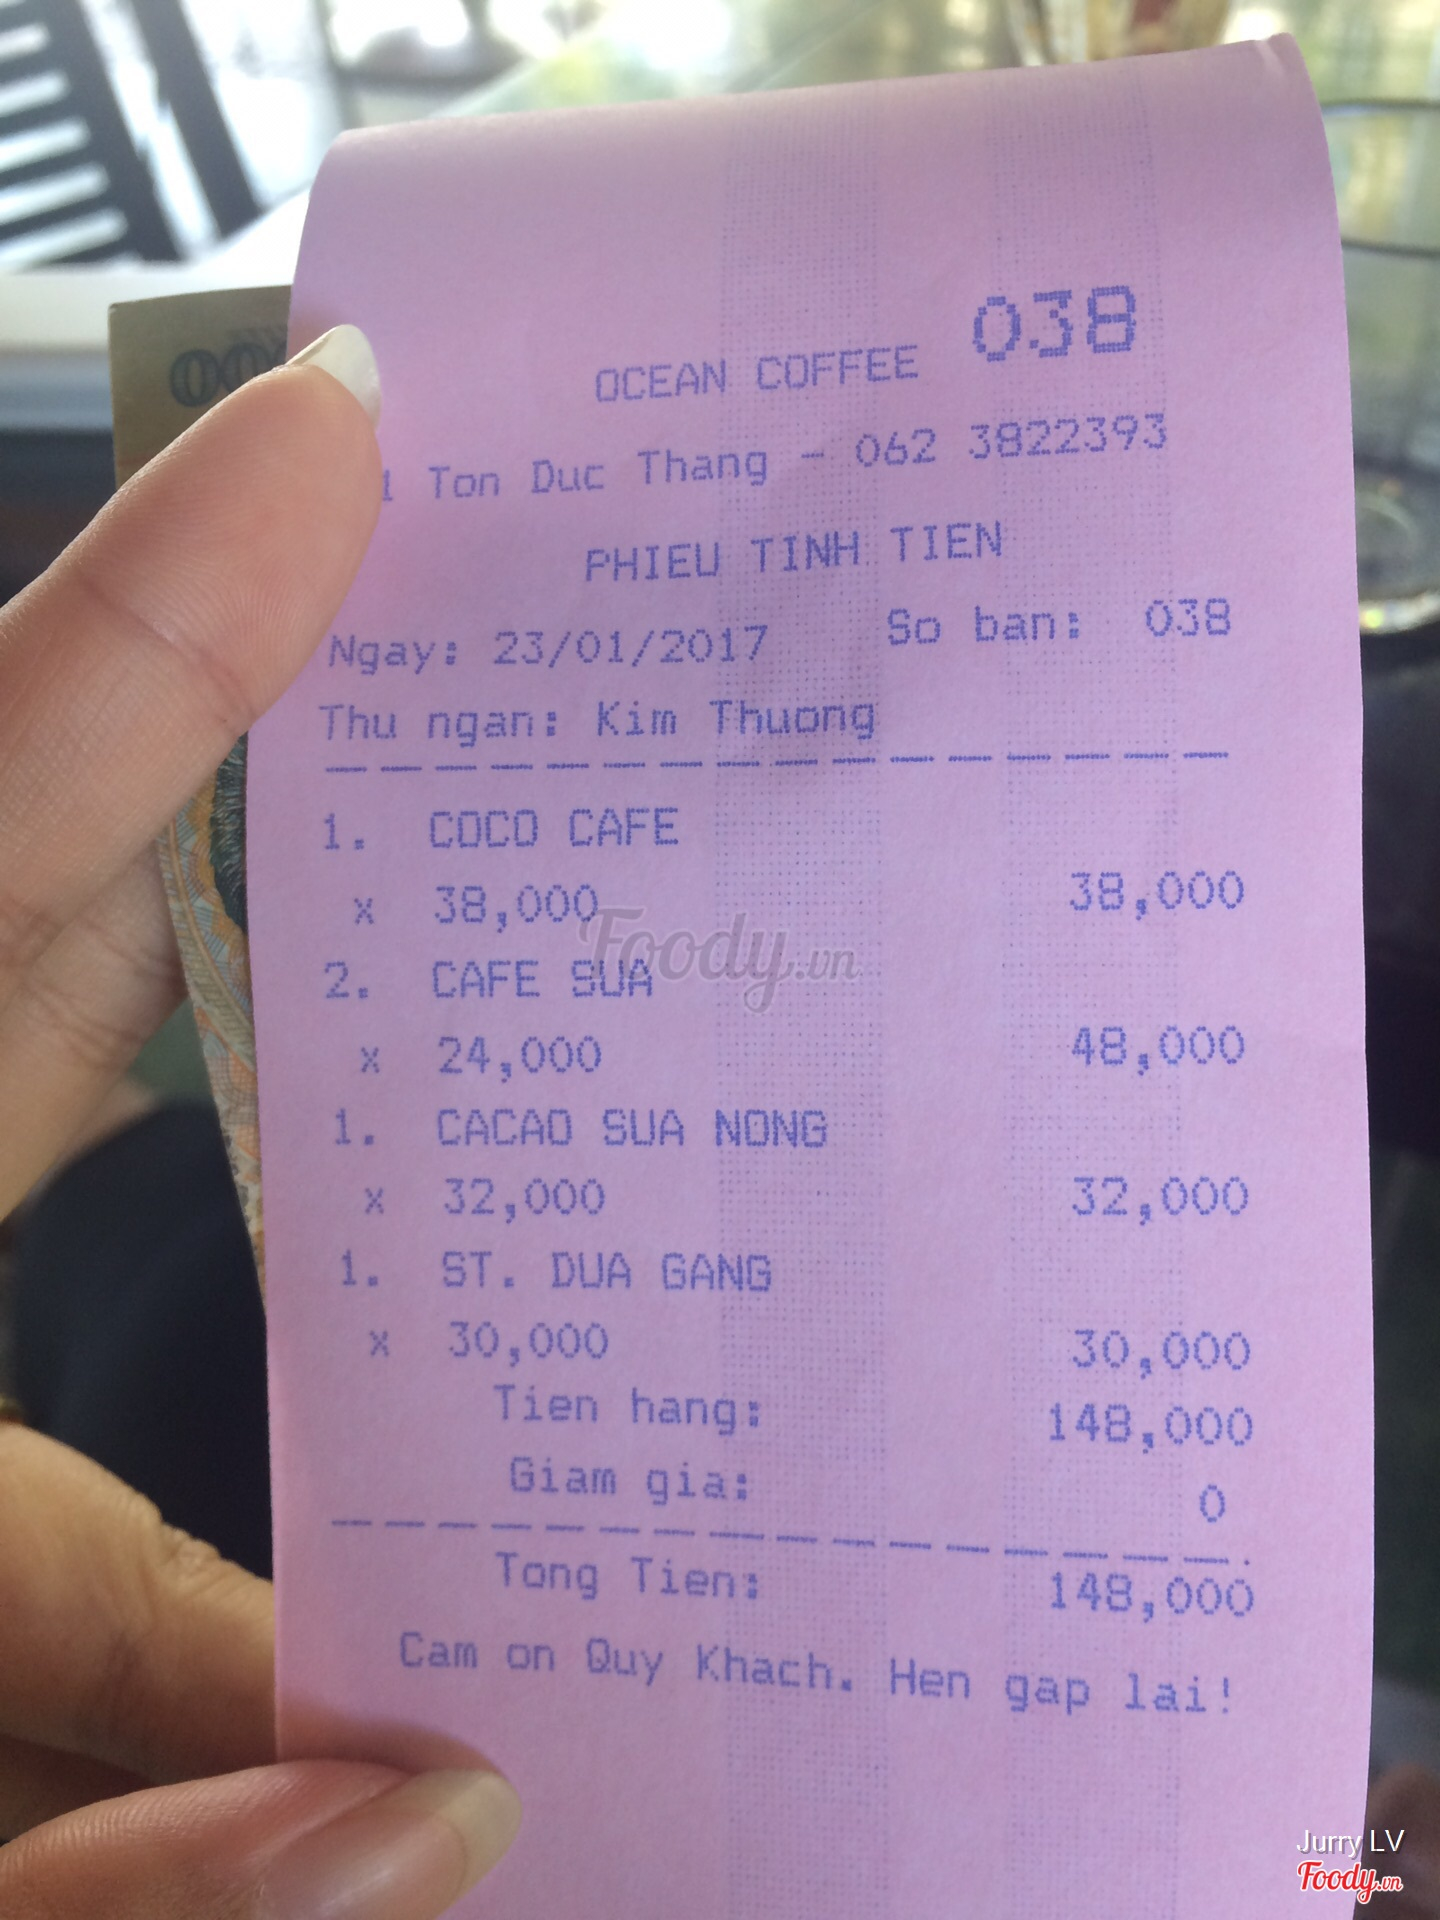 OCEAN COFFEE 038
1 Ton Duc Thang - 062 3822393
PHIEU TINH TIEN
Ngay: 23/01/2017 So ban: 038
Thu ngan: Kim Thuong
1. COCO CAFE
x 38,000 38,000
2. CAFE SUA
x 24,000 48,000
1. CACAO SUA NONG
x 32,000 32,000
1. ST. DUA GANG
x 30,000 30,000
Tien hang: 148,000
Giam gia: 0
Tong Tien: 148,000
Cam on Quy Khach. Hen gap lai!
Foody.vn
Jurry LV
Foody.vn